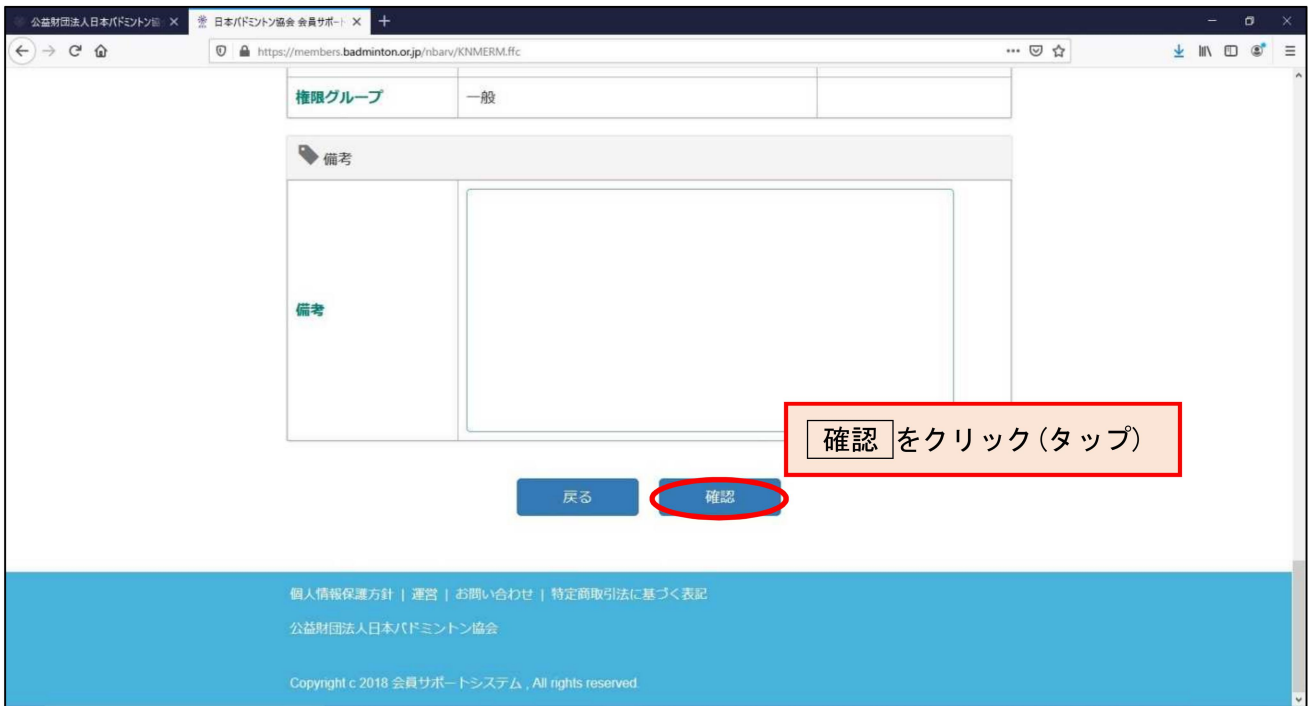 公益財団法人日本バドミントン協
日本バドミントン協会 会員サポート
https://members.badminton.or.jp/nbarv/KNMERM.ffc
権限グループ 一般
備考
備考
確認 をクリック(タップ)
戻る 確認
個人情報保護方針 | 運営 | お問い合わせ | 特定商取引法に基づく表記
公益財団法人日本バドミントン協会
Copyright c 2018 会員サポートシステム , All rights reserved.